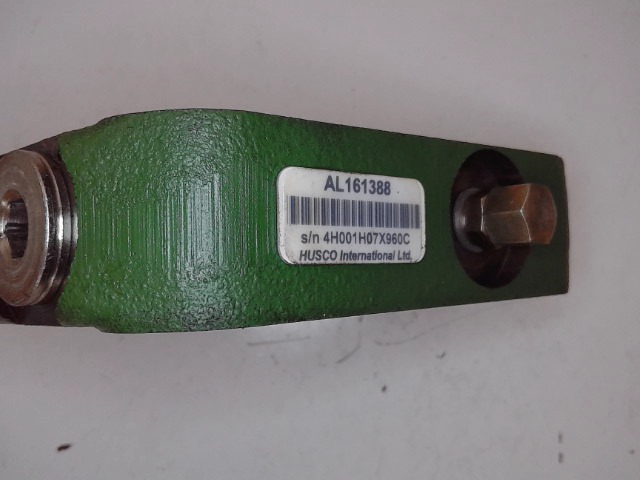 AL161388
s/n 4H001H07X960C
HUSCO International Ltd.